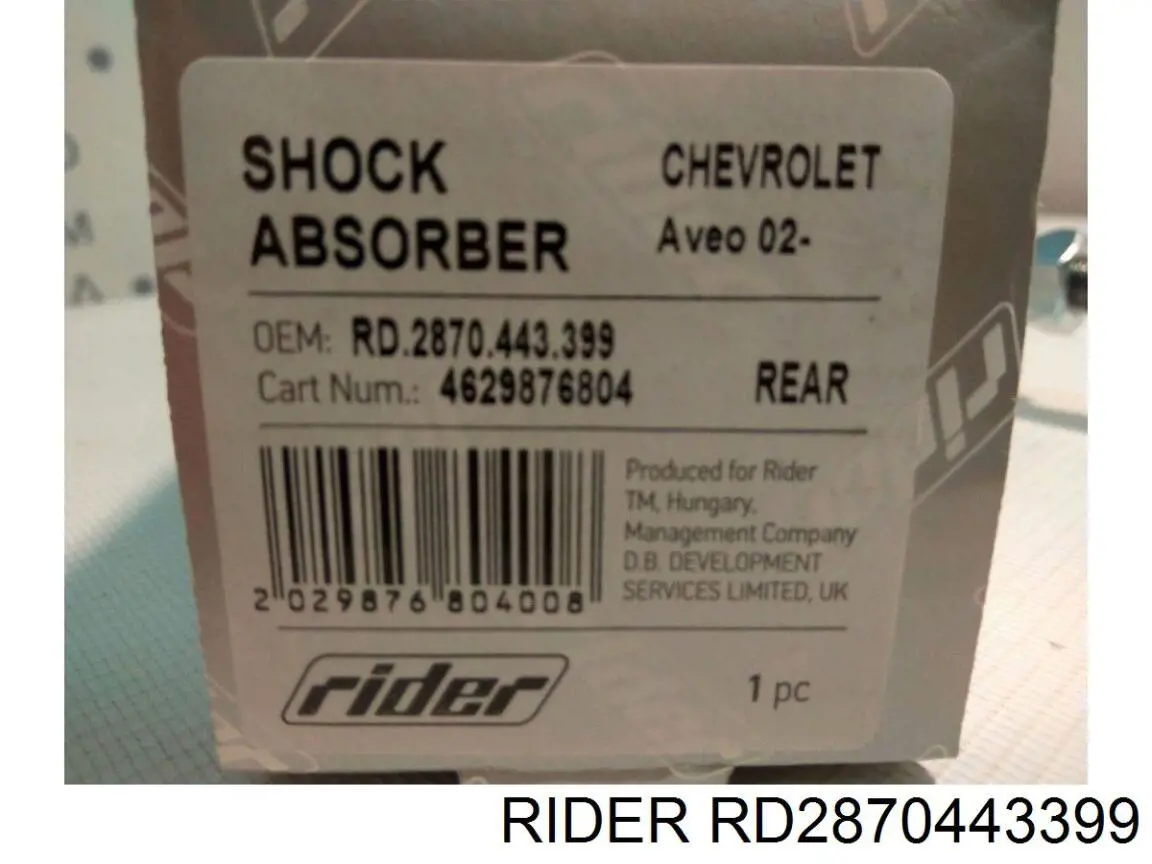 SHOCK
ABSORBER
CHEVROLET
Aveo 02-
OEM: RD.2870.443.399
Cart Num.: 4629876804
REAR
Produced for Rider
TM, Hungary,
Management Company
D.B. DEVELOPMENT
SERVICES LIMITED, UK
2 029876 804008
rider
1 pc
RIDER RD2870443399